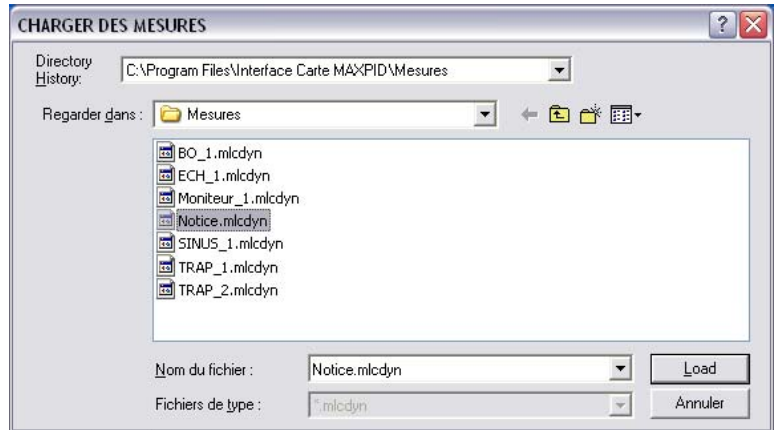 CHARGER DES MESURES
Directory
History:
C:\Program Files\Interface Carte MAXPID\Mesures
Regarder dans :
Mesures
BO_1.mlcdyn
ECH_1.mlcdyn
Moniteur_1.mlcdyn
Notice.mlcdyn
SINUS_1.mlcdyn
TRAP_1.mlcdyn
TRAP_2.mlcdyn
Nom du fichier :
Notice.mlcdyn
Load
Fichiers de type :
*.mlcdyn
Annuler